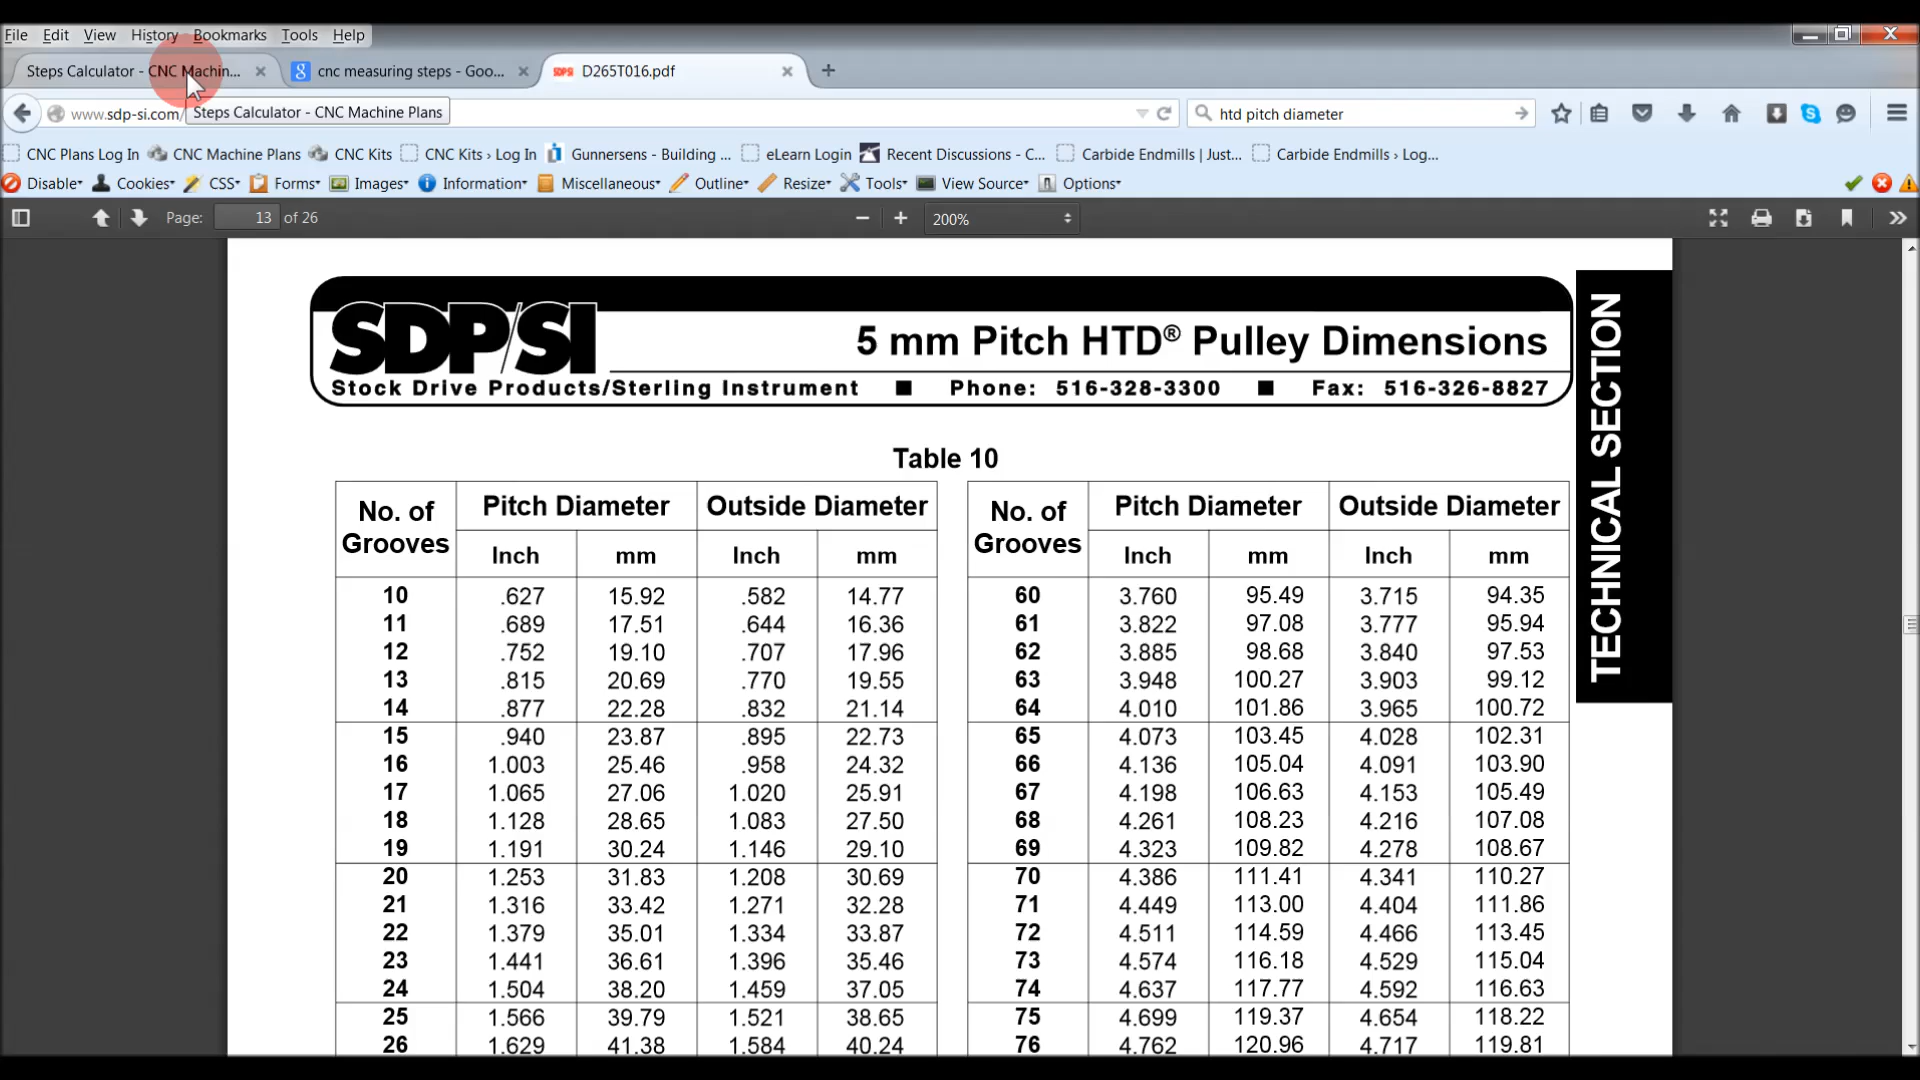 File Edit View History Bookmarks Tools Help
Steps Calculator - CNC Machin... cnc measuring steps - Goo... SDP/SI D265T016.pdf
www.sdp-si.com/ Steps Calculator - CNC Machine Plans htd pitch diameter
CNC Plans Log In CNC Machine Plans CNC Kits CNC Kits › Log In Gunnersens - Building ... eLearn Login Recent Discussions - C... Carbide Endmills | Just... Carbide Endmills › Log...
Disable Cookies CSS Forms Images Information Miscellaneous Outline Resize Tools View Source Options
Page: 13 of 26 200%
SDP/SI 5 mm Pitch HTD® Pulley Dimensions
Stock Drive Products/Sterling Instrument ■ Phone: 516-328-3300 ■ Fax: 516-326-8827
TECHNICAL SECTION
Table 10
No. of Grooves Pitch Diameter Outside Diameter No. of Grooves Pitch Diameter Outside Diameter
Inch mm Inch mm Inch mm Inch mm
10 .627 15.92 .582 14.77 60 3.760 95.49 3.715 94.35
11 .689 17.51 .644 16.36 61 3.822 97.08 3.777 95.94
12 .752 19.10 .707 17.96 62 3.885 98.68 3.840 97.53
13 .815 20.69 .770 19.55 63 3.948 100.27 3.903 99.12
14 .877 22.28 .832 21.14 64 4.010 101.86 3.965 100.72
15 .940 23.87 .895 22.73 65 4.073 103.45 4.028 102.31
16 1.003 25.46 .958 24.32 66 4.136 105.04 4.091 103.90
17 1.065 27.06 1.020 25.91 67 4.198 106.63 4.153 105.49
18 1.128 28.65 1.083 27.50 68 4.261 108.23 4.216 107.08
19 1.191 30.24 1.146 29.10 69 4.323 109.82 4.278 108.67
20 1.253 31.83 1.208 30.69 70 4.386 111.41 4.341 110.27
21 1.316 33.42 1.271 32.28 71 4.449 113.00 4.404 111.86
22 1.379 35.01 1.334 33.87 72 4.511 114.59 4.466 113.45
23 1.441 36.61 1.396 35.46 73 4.574 116.18 4.529 115.04
24 1.504 38.20 1.459 37.05 74 4.637 117.77 4.592 116.63
25 1.566 39.79 1.521 38.65 75 4.699 119.37 4.654 118.22
26 1.629 41.38 1.584 40.24 76 4.762 120.96 4.717 119.81